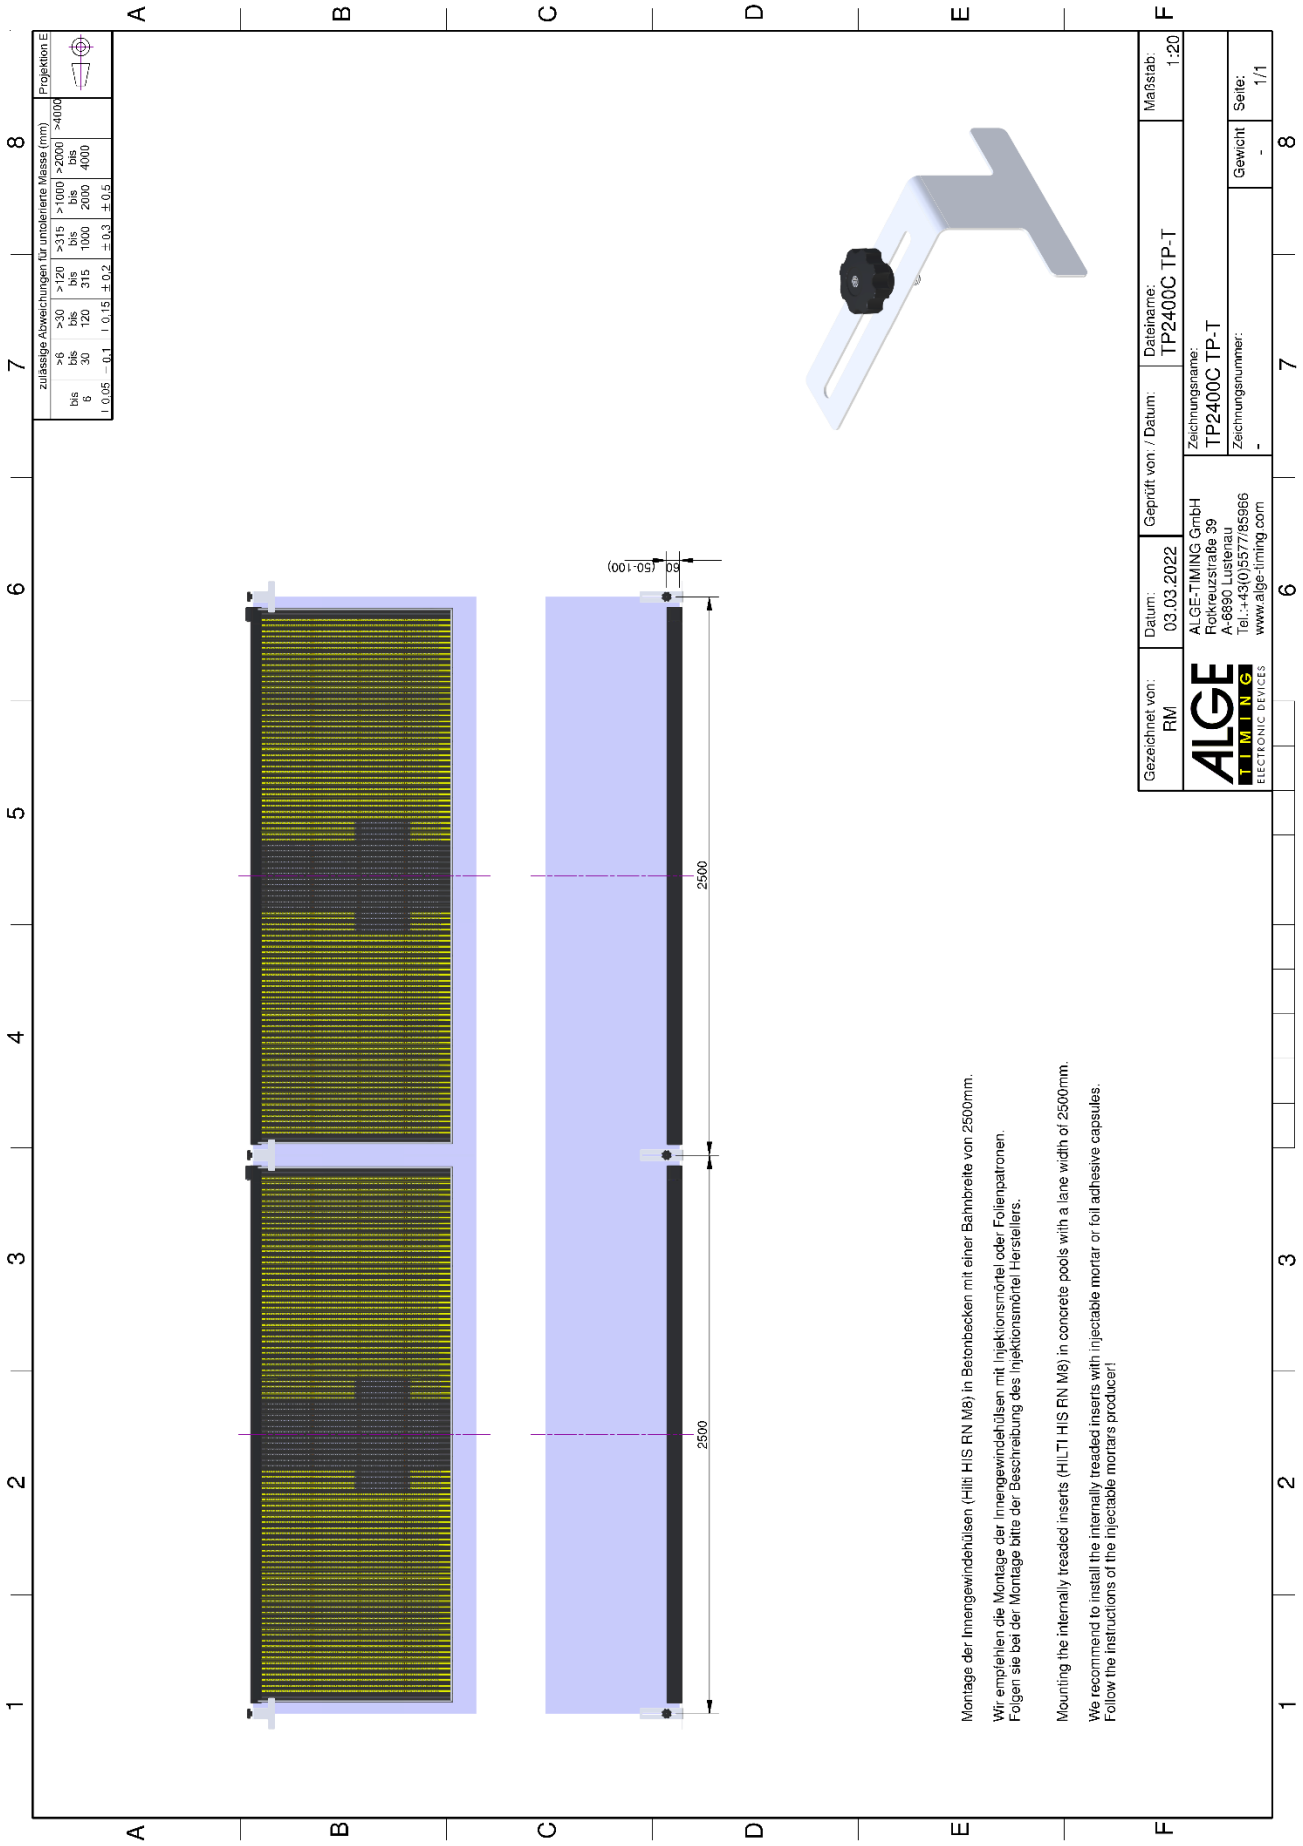 1
2
3
4
5
6
7
8
A
B
C
D
E
F
zulässige Abweichungen für untolerierte Masse (mm)
Projektion E
bis 6
>6 bis 30
>30 bis 120
>120 bis 315
>315 bis 1000
>1000 bis 2000
>2000 bis 4000
>4000
0,05
0,1
0,15
± 0,2
± 0,3
± 0,5
60 (50-100)
2500
2500
Montage der Innengewindehülsen (Hilti HIS RN M8) in Betonbecken mit einer Bahnbreite von 2500mm.
Wir empfehlen die Montage der Innengewindehülsen mit Injektionsmörtel oder Folienpatronen.
Folgen sie bei der Montage bitte der Beschreibung des Injektionsmörtel Herstellers.
Mounting the internally treaded inserts (HILTI HIS RN M8) in concrete pools with a lane width of 2500mm.
We recommend to install the internally treaded inserts with injectable mortar or foil adhesive capsules.
Follow the instructions of the injectable mortars producer!
Gezeichnet von:
RM
Datum:
03.03.2022
Geprüft von: / Datum:
Dateiname:
TP2400C TP-T
Maßstab:
1:20
ALGE
TIMING
ELECTRONIC DEVICES
ALGE-TIMING GmbH
Rotkreuzstraße 39
A-6890 Lustenau
Tel.:+43(0)5577/85966
www.alge-timing.com
Zeichnungsname:
TP2400C TP-T
Zeichnungsnummer:
-
Gewicht
-
Seite:
1/1
A
B
C
D
E
F
1
2
3
4
5
6
7
8